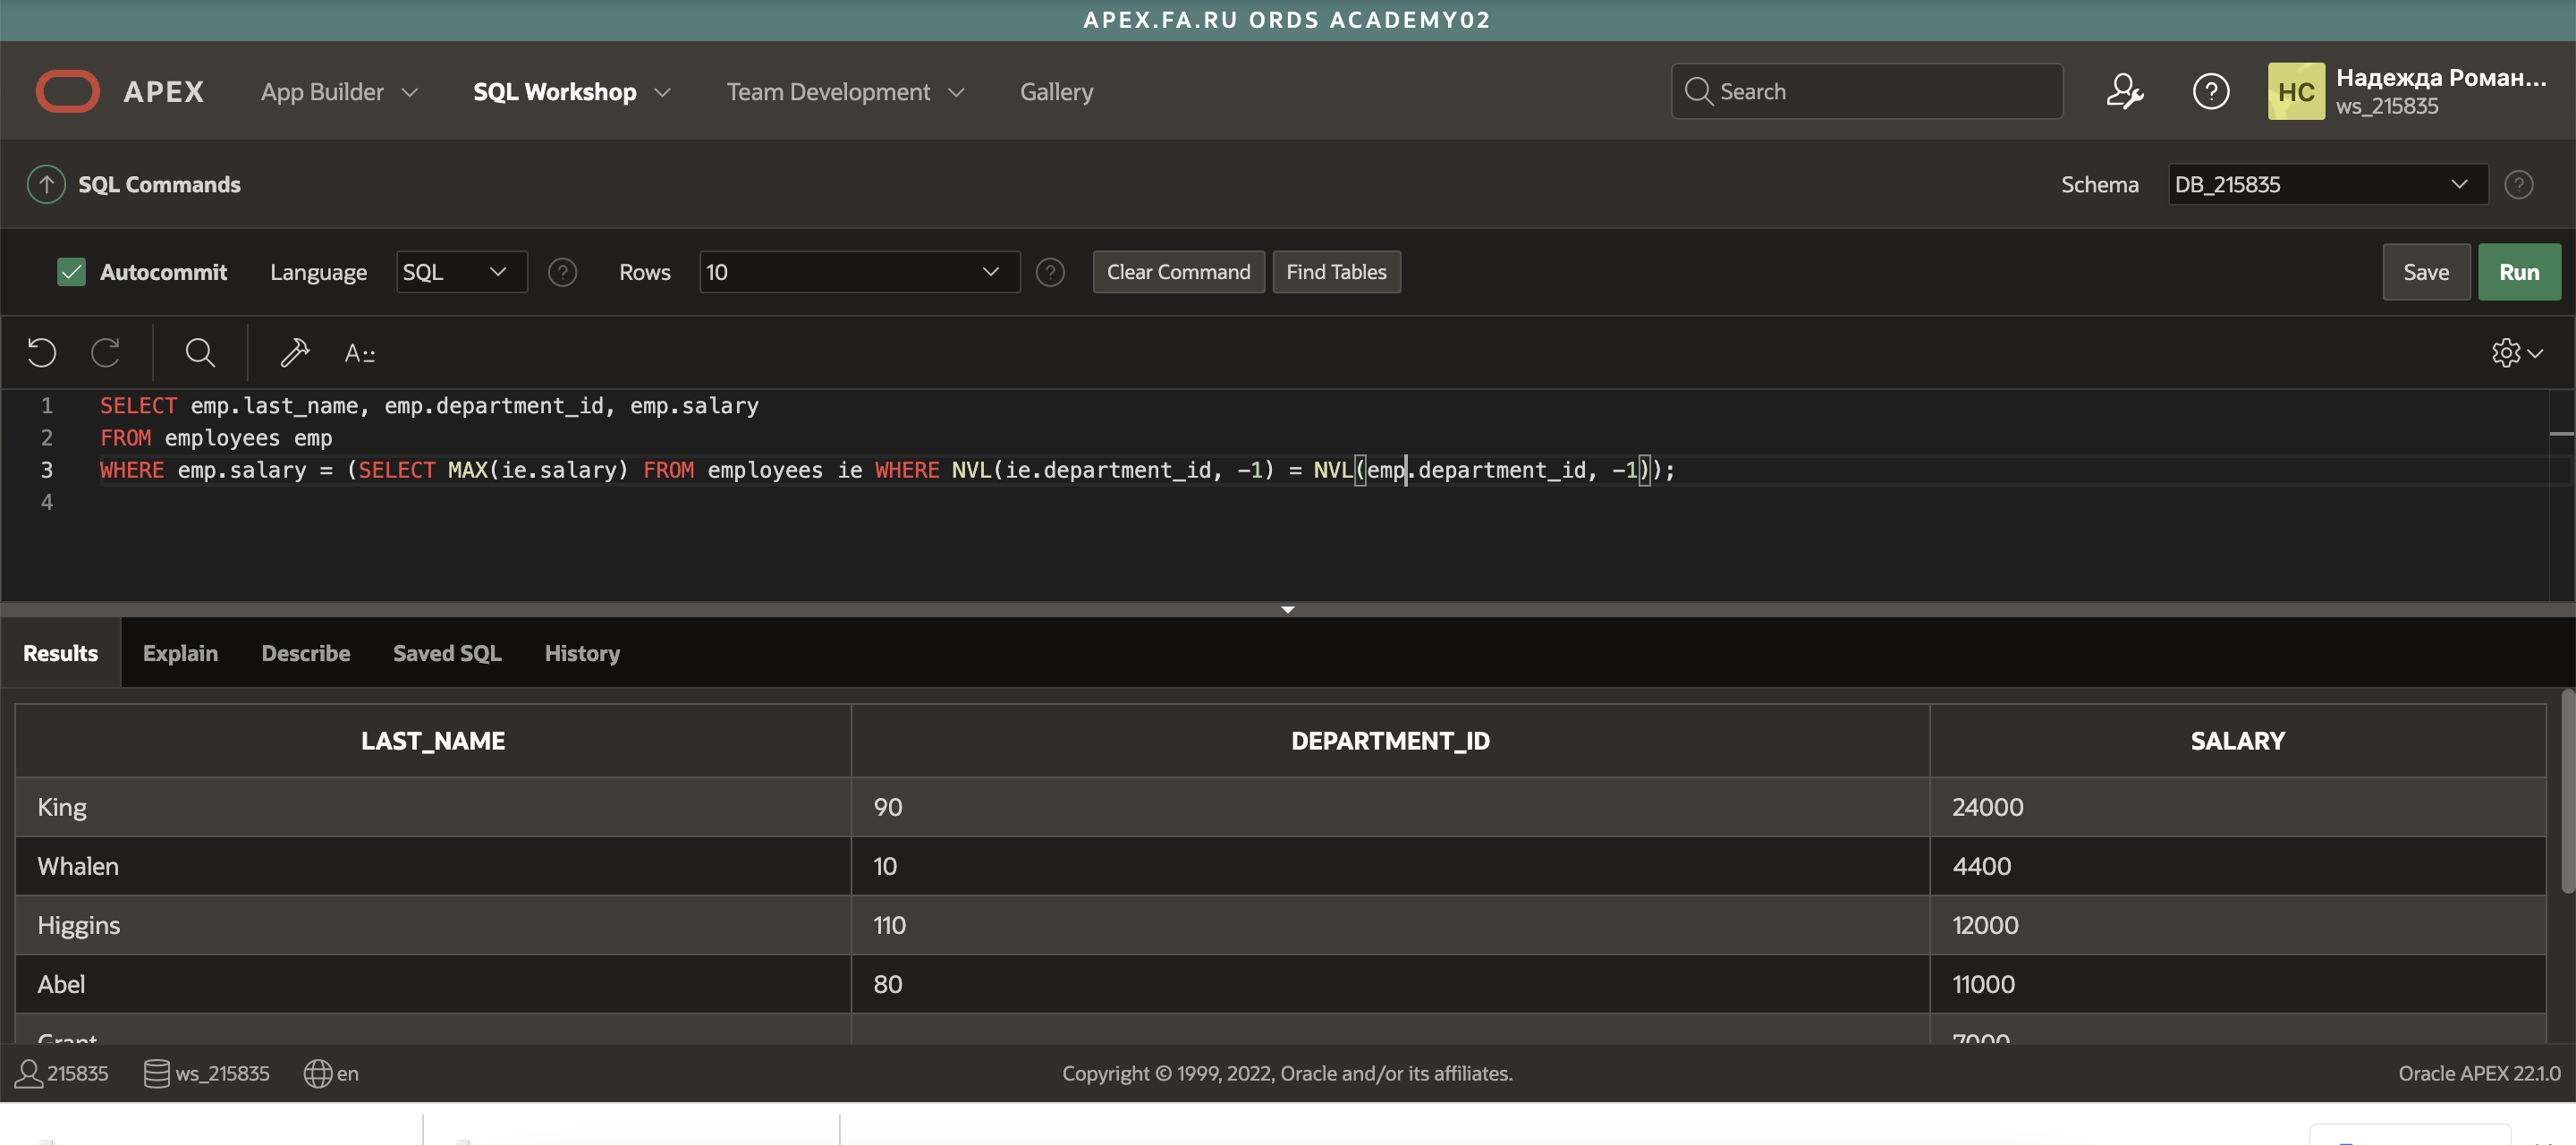 APEX.FA.RU ORDS ACADEMY02
APEX App Builder SQL Workshop Team Development Gallery Search ? НС Надежда Роман...
ws_215835
SQL Commands Schema DB_215835 ?
Autocommit Language SQL ? Rows 10 ? Clear Command Find Tables Save Run
A::
1 SELECT emp.last_name, emp.department_id, emp.salary
2 FROM employees emp
3 WHERE emp.salary = (SELECT MAX(ie.salary) FROM employees ie WHERE NVL(ie.department_id, -1) = NVL(emp.department_id, -1));
4
Results Explain Describe Saved SQL History
LAST_NAME DEPARTMENT_ID SALARY
King 90 24000
Whalen 10 4400
Higgins 110 12000
Abel 80 11000
Grant 7000
215835 ws_215835 en Copyright © 1999, 2022, Oracle and/or its affiliates. Oracle APEX 22.1.0